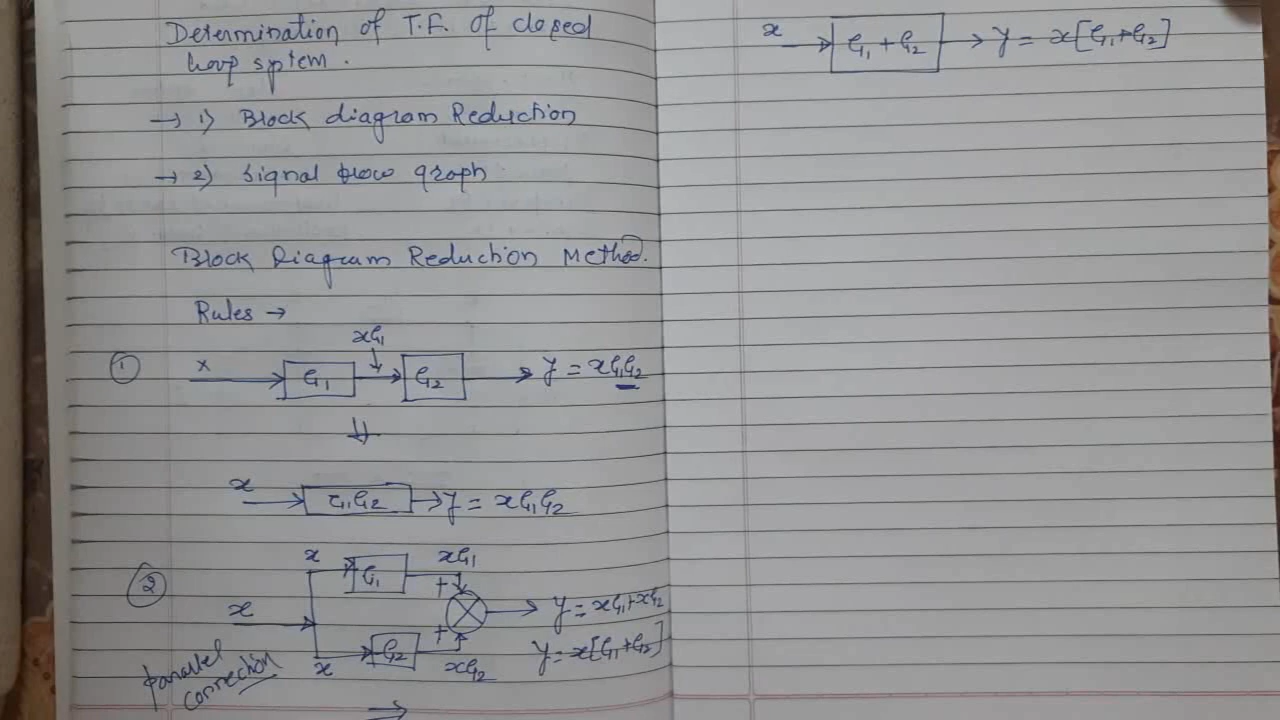 Determination of T.F. of closed
loop system.
→ 1) Block diagram Reduction
→ 2) Signal flow graph
Block Diagram Reduction Method.
Rules →
xG1
① x G1 G2 y = xG1G2
x G1G2 y = xG1G2
② x G1 xG1
x + y = xG1+xG2
+ y = x[G1+G2]
x G2 xG2
parallel
connection
x G1 + G2 y = x[G1+G2]